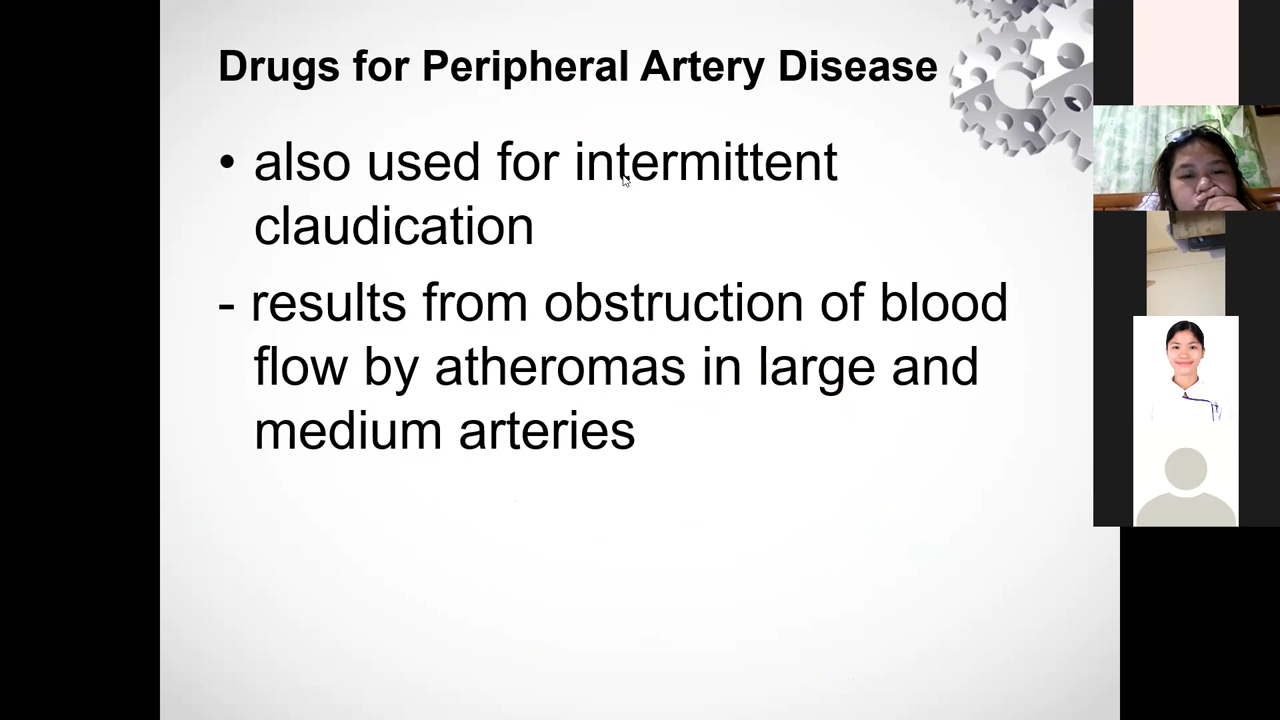 Drugs for Peripheral Artery Disease
• also used for intermittent
claudication
- results from obstruction of blood
flow by atheromas in large and
medium arteries